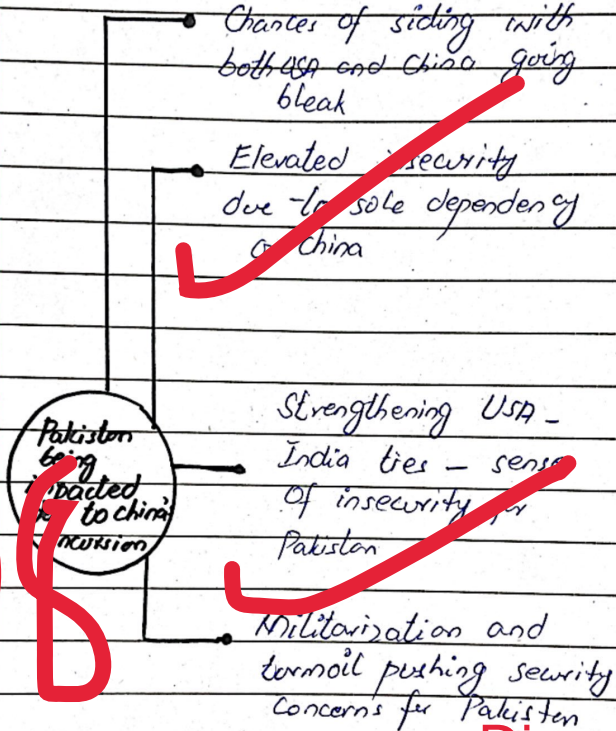 Chances of siding with
both USA and China going
bleak
Elevated security
due to sole dependency
on China
Strengthening USA -
India ties - sense
of insecurity for
Pakistan
Pakistan
being
impacted
to china's
incursion
Militarization and
tormoil pushing security
concerns for Pakistan